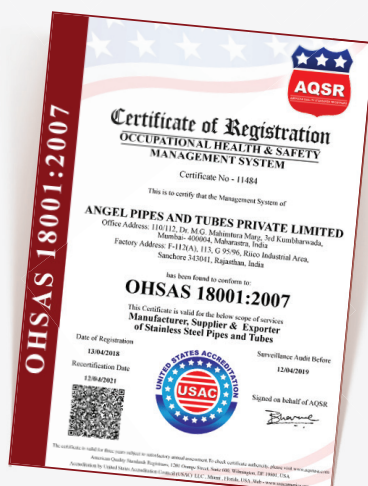 AQSR
OHSAS 18001:2007
Certificate of Registration
OCCUPATIONAL HEALTH & SAFETY
MANAGEMENT SYSTEM
Certificate No - 11484
This is to certify that the Management System of
ANGEL PIPES AND TUBES PRIVATE LIMITED
Office Address: 110/112, Dr. M.G. Mahimtura Marg, 3rd Kumbharwada,
Mumbai- 400004, Maharastra, India
Factory Address: F-112(A), 113, G 95/96, Riico Industrial Area,
Sanchore 343041, Rajasthan, India
has been found to conform to:
OHSAS 18001:2007
This Certificate is valid for the below scope of services
Manufacturer, Supplier & Exporter
of Stainless Steel Pipes and Tubes
Date of Registration
13/04/2018
Surveillance Audit Before
12/04/2019
Recertification Date
12/04/2021
UNITED STATES ACCREDITATION
USAC
Signed on behalf of AQSR